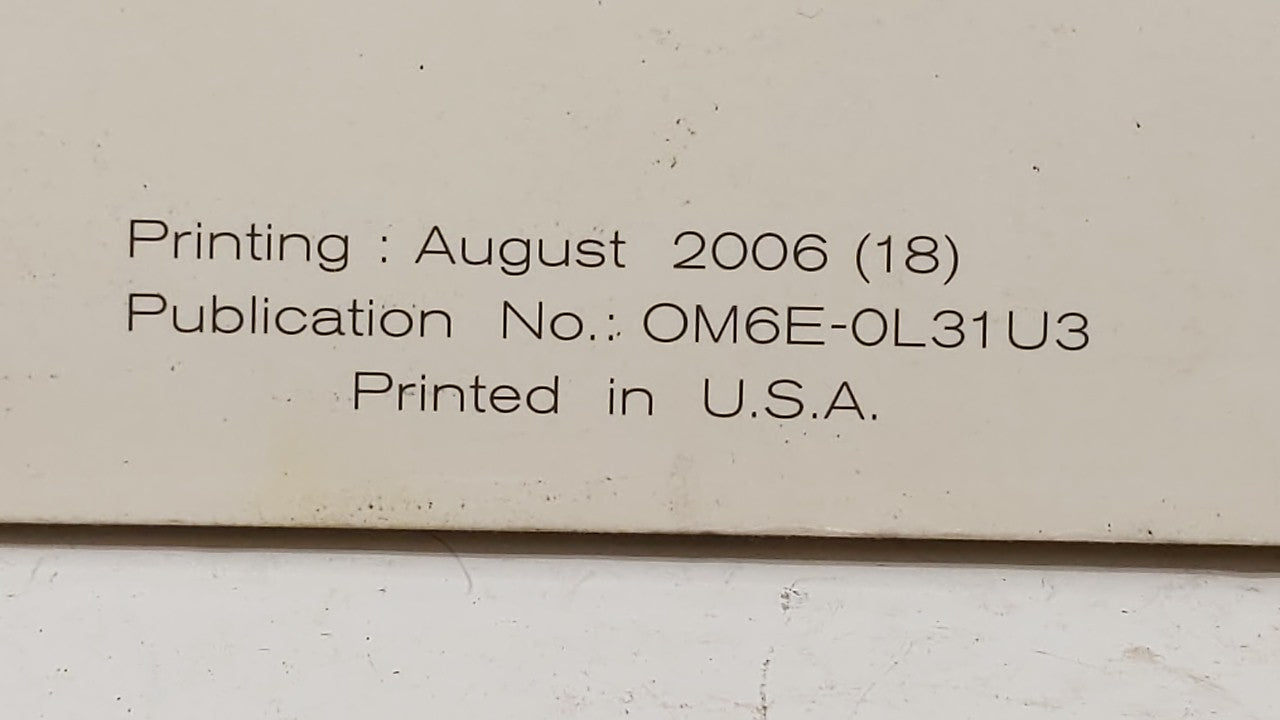 Printing : August 2006 (18)
Publication No.: OM6E-0L31U3
Printed in U.S.A.